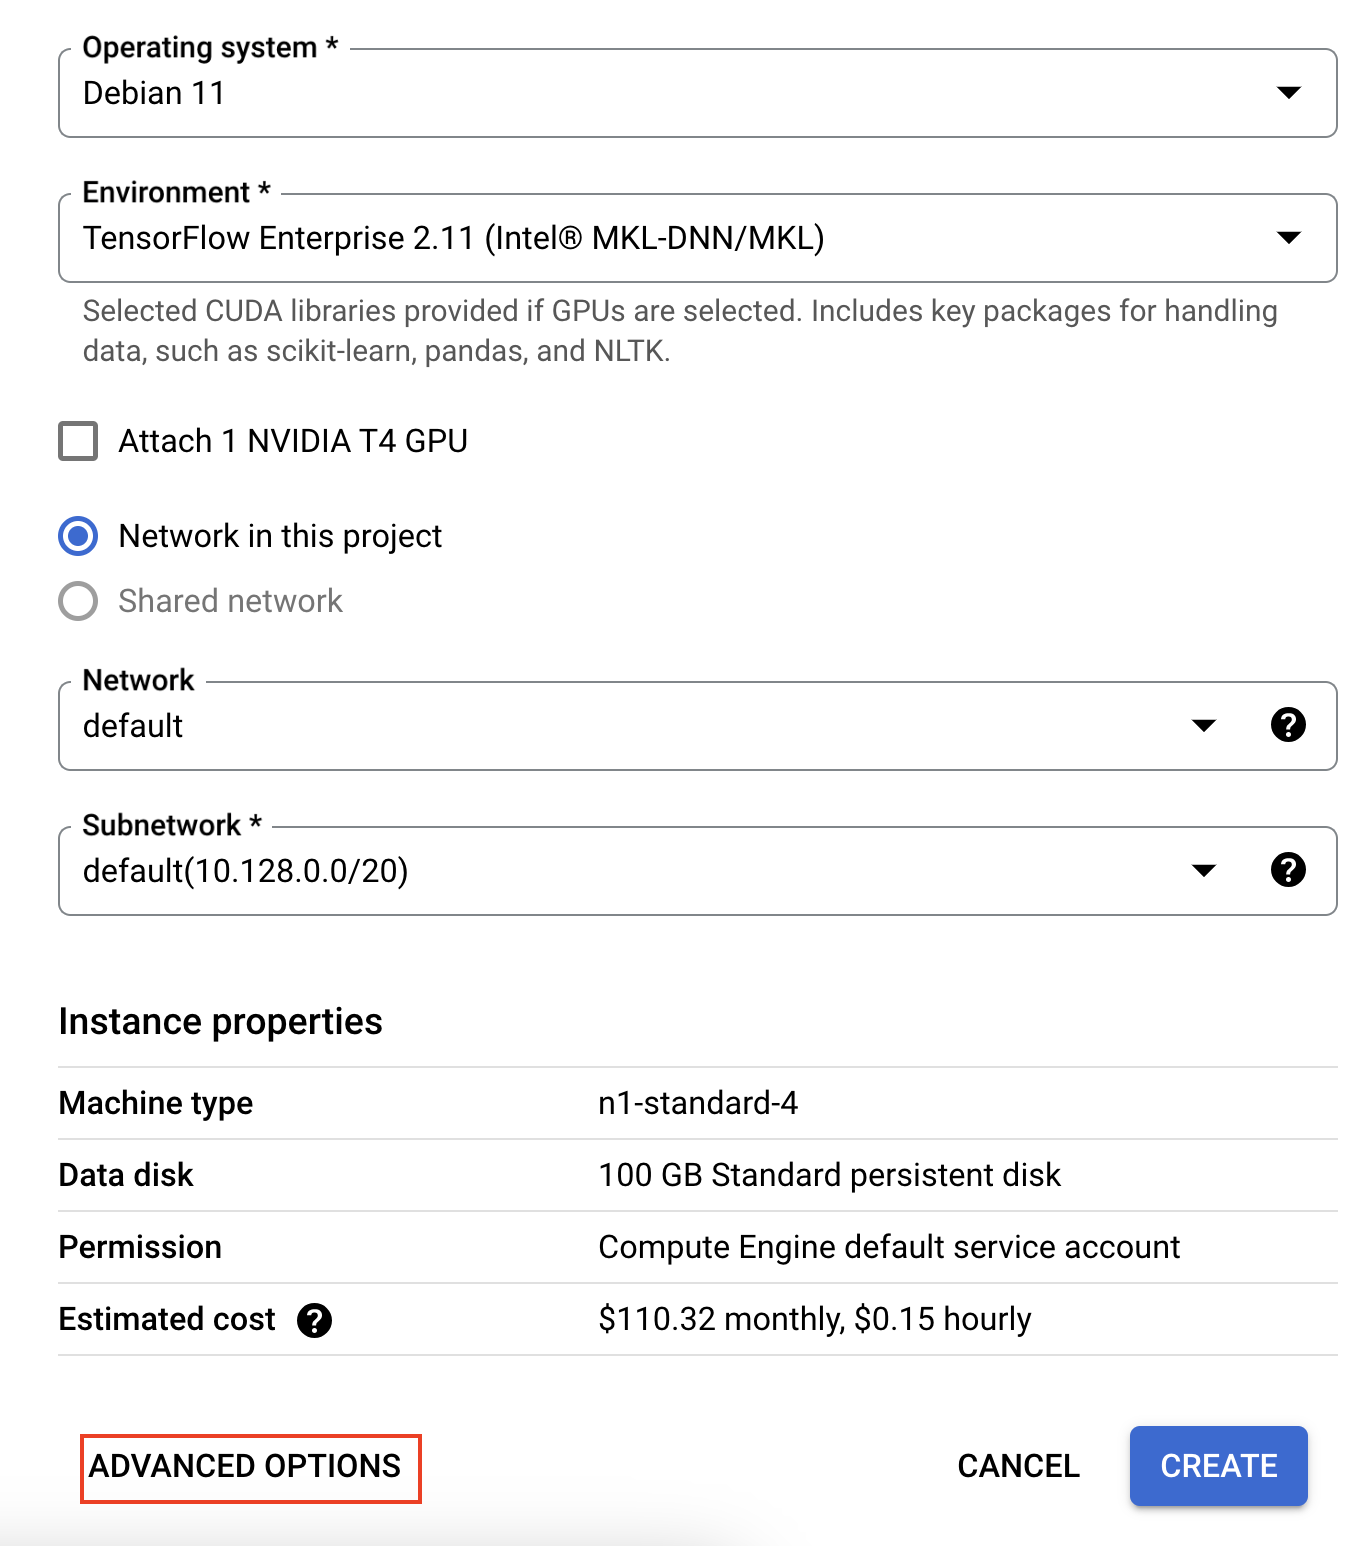 Operating system *
Debian 11
Environment *
TensorFlow Enterprise 2.11 (Intel® MKL-DNN/MKL)
Selected CUDA libraries provided if GPUs are selected. Includes key packages for handling
data, such as scikit-learn, pandas, and NLTK.
Attach 1 NVIDIA T4 GPU
Network in this project
Shared network
Network
default
Subnetwork *
default(10.128.0.0/20)
Instance properties
Machine type n1-standard-4
Data disk 100 GB Standard persistent disk
Permission Compute Engine default service account
Estimated cost $110.32 monthly, $0.15 hourly
ADVANCED OPTIONS CANCEL CREATE